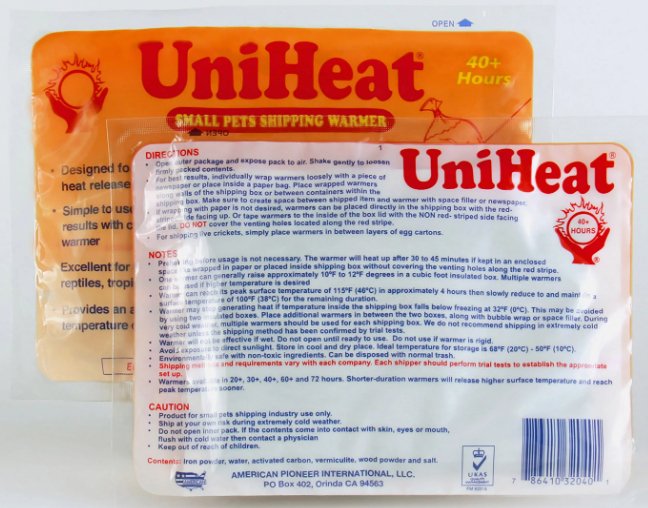 OPEN
UniHeat®
40+
Hours
SMALL PETS SHIPPING WARMER
OPEN
Designed fo
heat release
Simple to use
results with c
warmer
Excellent for
reptiles, tropi
Provides an a
temperature
1
DIRECTIONS
Open outer package and expose pack to air. Shake gently to loosen
firmly packed contents.
For best results, individually wrap warmers loosely with a piece of
newspaper or place inside a paper bag. Place wrapped warmers
along walls of the shipping box or between containers within the
shipping box. Make sure to create space between shipped item and warmer with space filler or newspaper.
If wrapping with paper is not desired, warmers can be placed directly in the shipping box with the red-
side facing up. Or tape warmers to the inside of the box lid with the NON red- striped side facing
the lid. DO NOT cover the venting holes located along the red stripe.
For shipping live crickets, simply place warmers in between layers of egg cartons.
UniHeat®
40+
HOURS
NOTES
Preheating before usage is not necessary. The warmer will heat up after 30 to 45 minutes if kept in an enclosed
space wrapped in paper or placed inside shipping box without covering the venting holes along the red stripe.
One warmer can generally raise approximately 10ºF to 12ºF degrees in a cubic foot insulated box. Multiple warmers
can be used if higher temperature is desired
Warmer can reach its peak surface temperature of 115ºF (46ºC) in approximately 4 hours then slowly reduce to and maintain a
surface temperature of 100ºF (38ºC) for the remaining duration.
Warmer may stop generating heat if temperature inside the shipping box falls below freezing at 32ºF (0ºC). This may be avoided
by using two insulated boxes. Place additional warmers in between the two boxes, along with bubble wrap or space filler. During
very cold weather, multiple warmers should be used for each shipping box. We do not recommend shipping in extremely cold
weather unless the shipping method has been confirmed by trial tests.
Warmer will not be effective if wet. Do not open until ready to use. Do not use if warmer is rigid.
Avoid exposure to direct sunlight. Store in cool and dry place. Ideal temperature for storage is 68ºF (20ºC) - 50ºF (10ºC).
Environmentally safe with non-toxic ingredients. Can be disposed with normal trash.
Shipping methods and requirements vary with each company. Each shipper should perform trial tests to establish the appropriate
set up.
Warmers available in 20+, 30+, 40+, 60+ and 72 hours. Shorter-duration warmers will release higher surface temperature and reach
peak temperature sooner.
CAUTION
Product for small pets shipping industry use only.
Ship at your own risk during extremely cold weather.
Do not open inner pack. If the contents come into contact with skin, eyes or mouth,
flush with cold water then contact a physician
Keep out of reach of children.
Contents: Iron powder, water, activated carbon, vermiculite, wood powder and salt.
AMERICAN
AMERICAN PIONEER INTERNATIONAL, LLC.
PO Box 402, Orinda CA 94563
UKAS
7 86410 32040 1